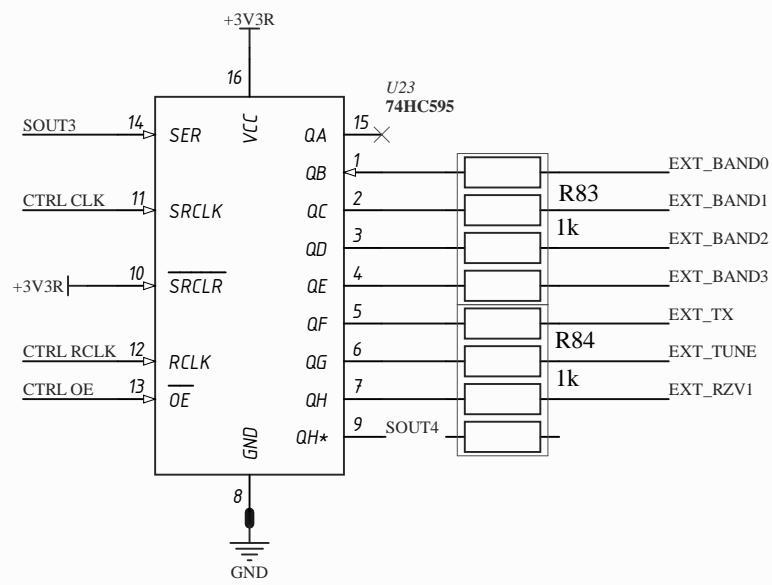 +3V3R
16
U23
74HC595
SOUT3 14 SER VCC QA 15
QB 1 EXT_BAND0
CTRL CLK 11 SRCLK QC 2 R83 EXT_BAND1
QD 3 1k EXT_BAND2
+3V3R 10 SRCLR QE 4 EXT_BAND3
QF 5 EXT_TX
CTRL RCLK 12 RCLK QG 6 R84 EXT_TUNE
CTRL OE 13 OE QH 7 1k EXT_RZV1
GND QH* 9 SOUT4
8
GND